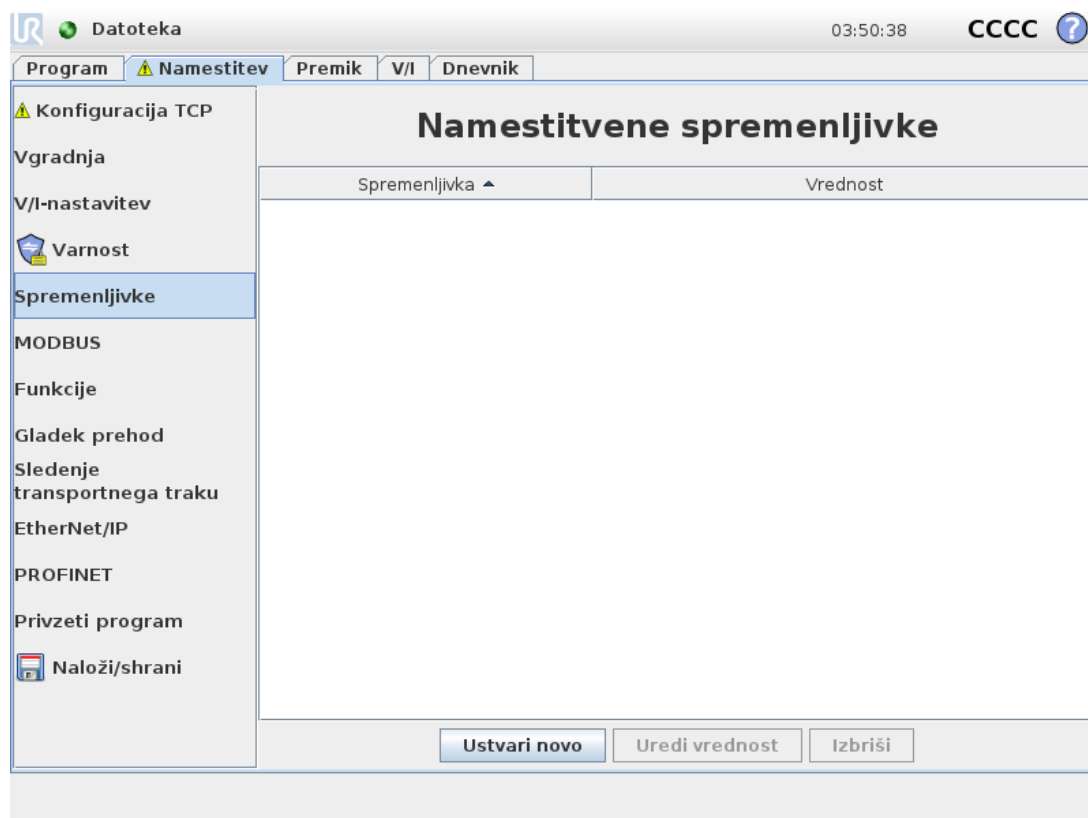 Datoteka 03:50:38 CCCC ?
Program Namestitev Premik V/I Dnevnik
Konfiguracija TCP
Vgradnja
V/I-nastavitev
Varnost
Spremenljivke
MODBUS
Funkcije
Gladek prehod
Sledenje
transportnega traku
EtherNet/IP
PROFINET
Privzeti program
Naloži/shrani
Namestitvene spremenljivke
Spremenljivka Vrednost
Ustvari novo Uredi vrednost Izbriši